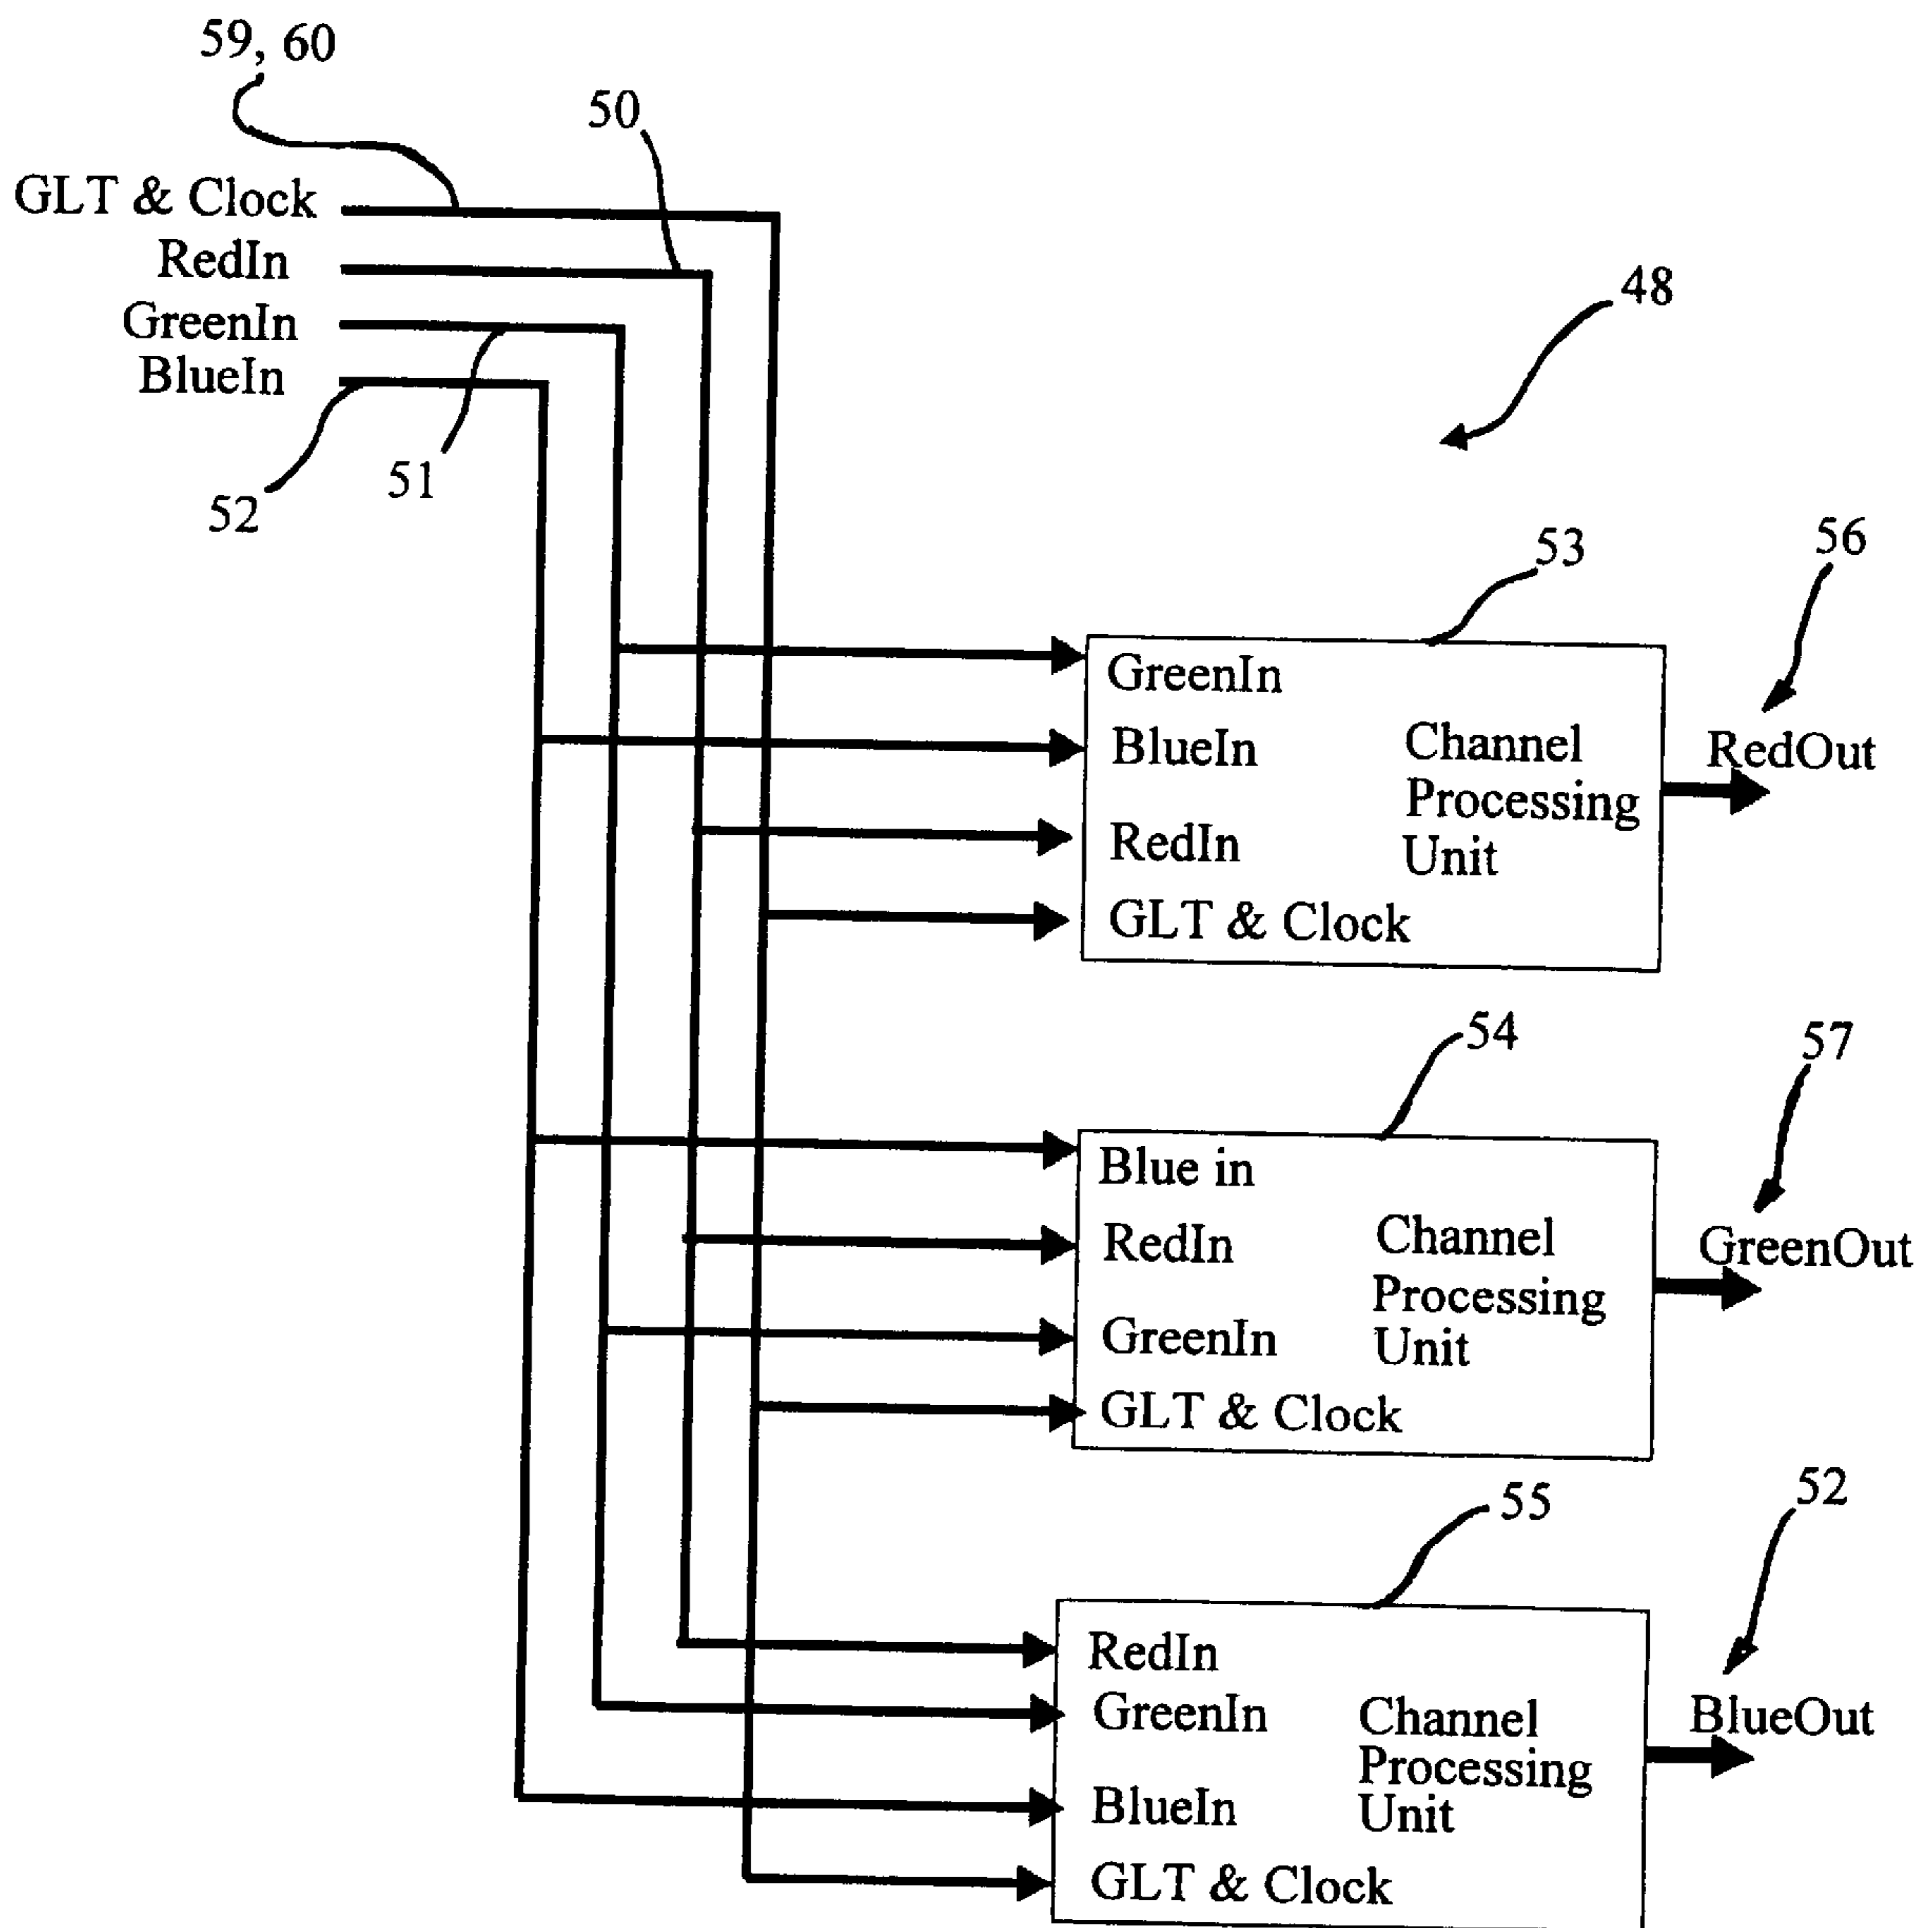 59, 60
50
GLT & Clock
RedIn
GreenIn
BlueIn
51
52
48
53
56
GreenIn
BlueIn
RedIn
GLT & Clock
Channel
Processing
Unit
RedOut
54
57
Blue in
RedIn
GreenIn
GLT & Clock
Channel
Processing
Unit
GreenOut
55
52
RedIn
GreenIn
BlueIn
GLT & Clock
Channel
Processing
Unit
BlueOut